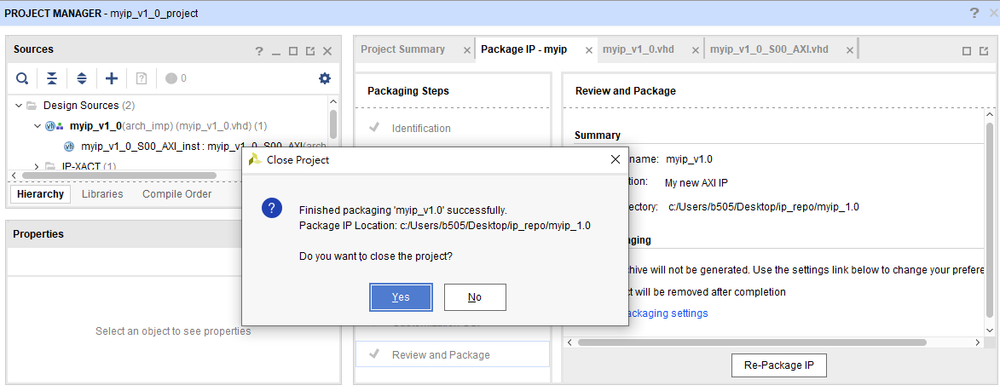 PROJECT MANAGER - myip_v1_0_project
?
Sources
?
0
Design Sources (2)
myip_v1_0(arch_imp) (myip_v1_0.vhd) (1)
myip_v1_0_S00_AXI_inst : myip_v1_0_S00_AXI(arch
IP-XACT (1)
Hierarchy
Libraries
Compile Order
Properties
Select an object to see properties
Project Summary
Package IP - myip
myip_v1_0.vhd
myip_v1_0_S00_AXI.vhd
Packaging Steps
Identification
Review and Package
Review and Package
Summary
name: myip_v1.0
tion: My new AXI IP
ectory: c:/Users/b505/Desktop/ip_repo/myip_1.0
aging
chive will not be generated. Use the settings link below to change your prefere
ct will be removed after completion
ackaging settings
Re-Package IP
Close Project
Finished packaging 'myip_v1.0' successfully.
Package IP Location: c:/Users/b505/Desktop/ip_repo/myip_1.0
Do you want to close the project?
Yes
No